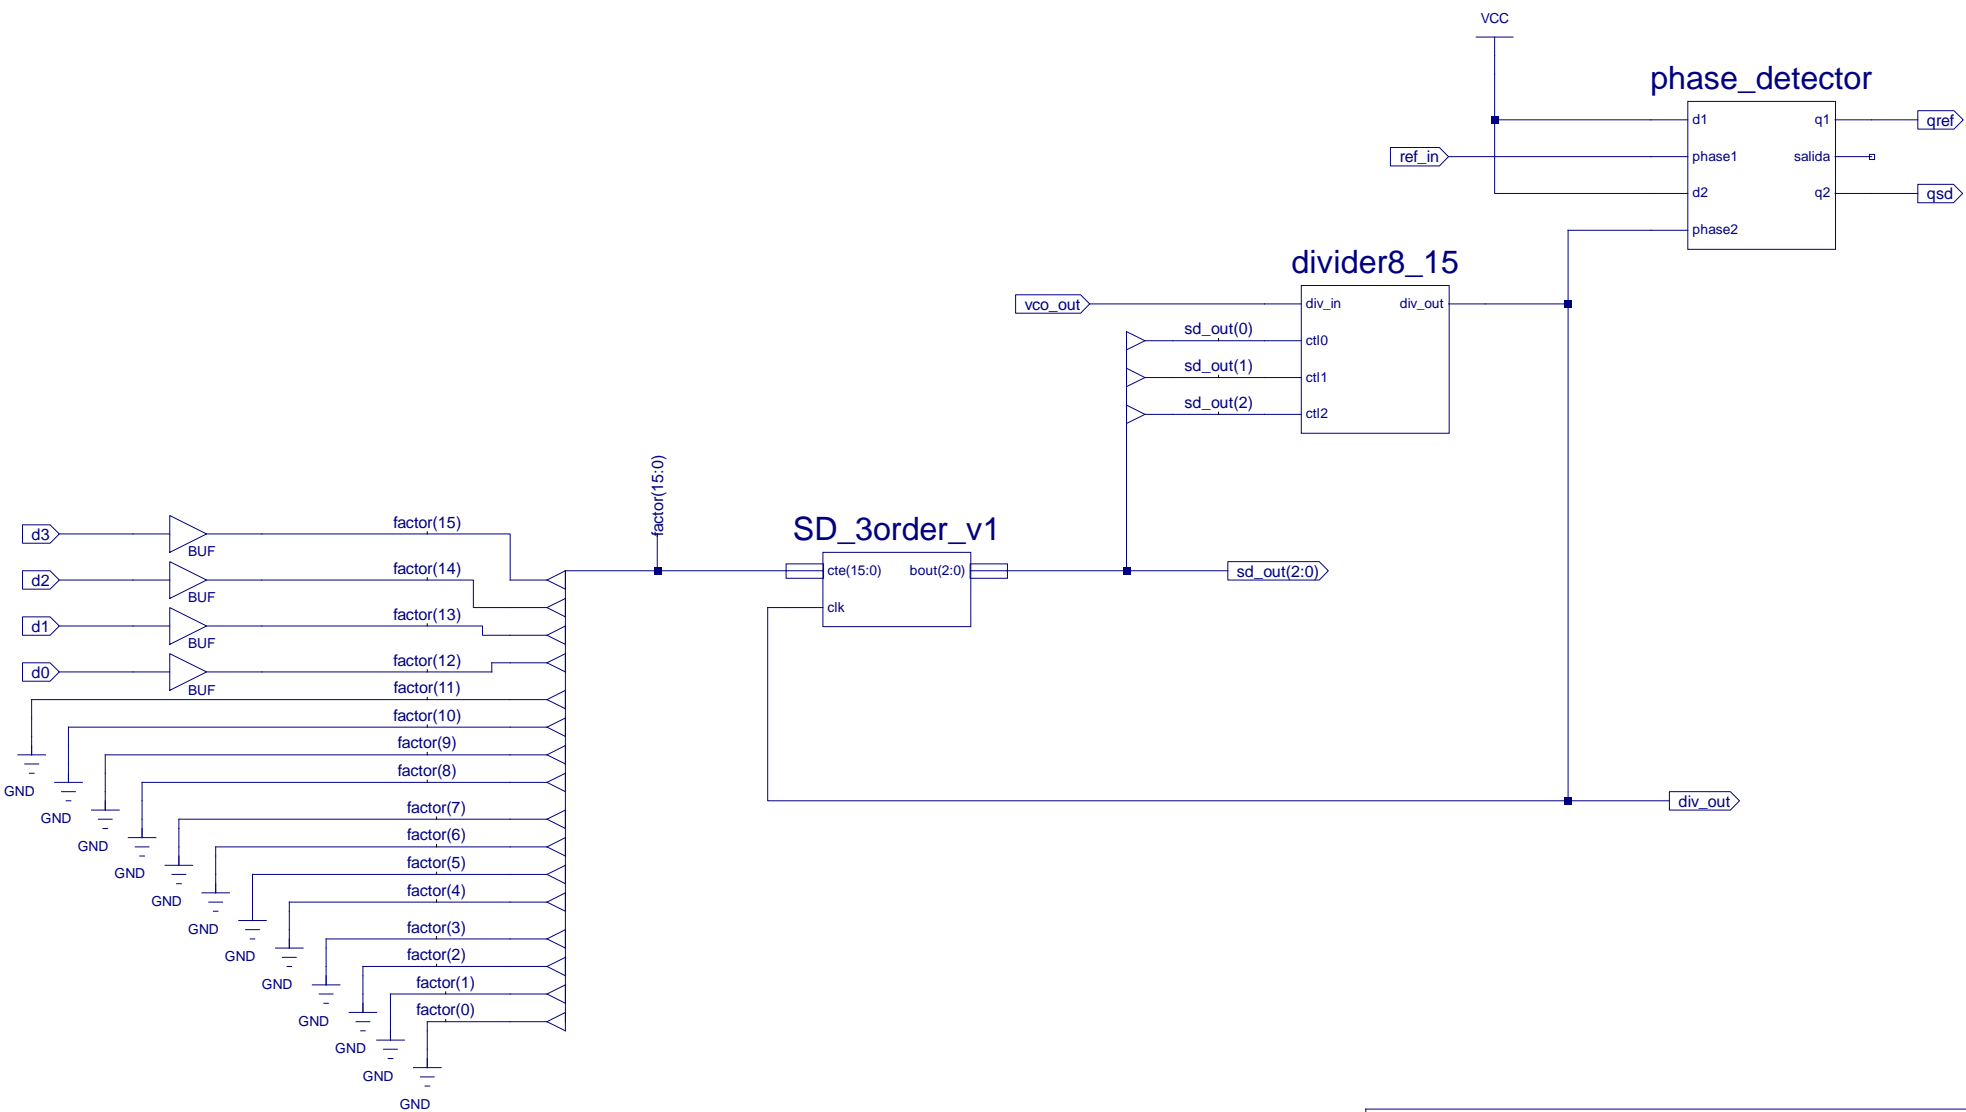 VCC
phase_detector
d1
q1
qref
ref_in
phase1
salida
d2
q2
qsd
phase2
divider8_15
vco_out
div_in
div_out
sd_out(0)
ctl0
sd_out(1)
ctl1
sd_out(2)
ctl2
factor(15:0)
SD_3order_v1
cte(15:0)
bout(2:0)
sd_out(2:0)
clk
div_out
d3
BUF
factor(15)
d2
BUF
factor(14)
d1
BUF
factor(13)
d0
BUF
factor(12)
factor(11)
factor(10)
factor(9)
factor(8)
factor(7)
factor(6)
factor(5)
factor(4)
factor(3)
factor(2)
factor(1)
factor(0)
GND
GND
GND
GND
GND
GND
GND
GND
GND
GND
GND
GND